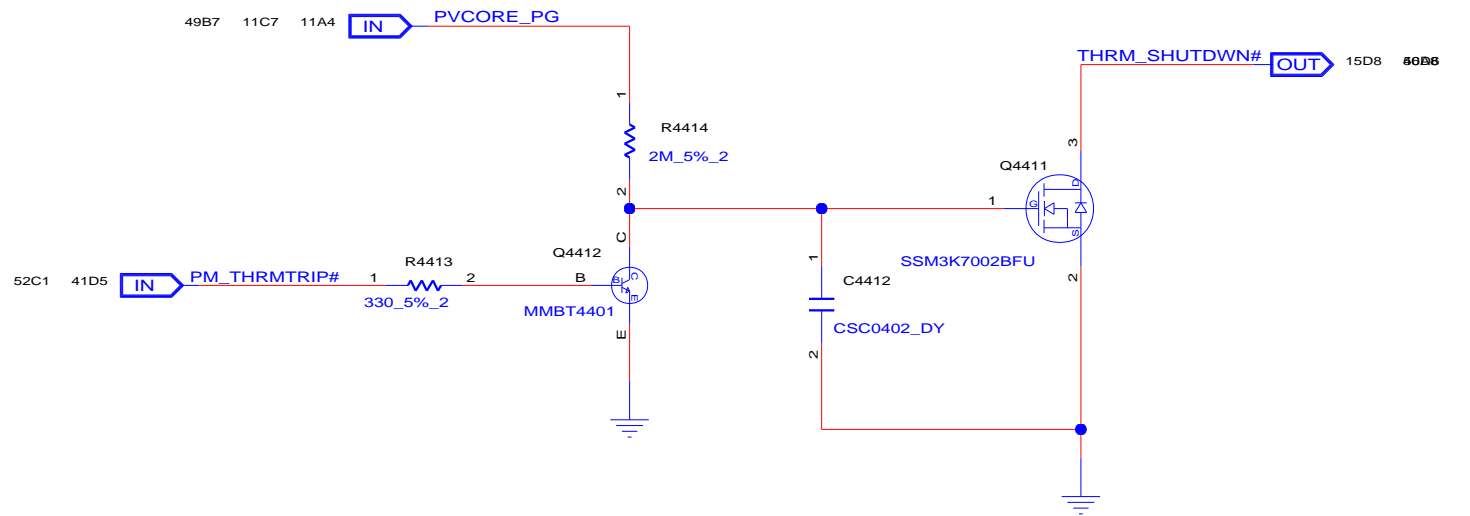 49B7 11C7 11A4 IN PVCORE_PG
THRM_SHUTDWN# OUT 15D8
1
R4414
2M_5%_2
2
3
Q4411
D
G
S
1
2
SSM3K7002BFU
C
Q4412
52C1 41D5 IN PM_THRMTRIP# 1 R4413 2 B
330_5%_2
B
C
E
MMBT4401
E
1
C4412
CSC0402_DY
2